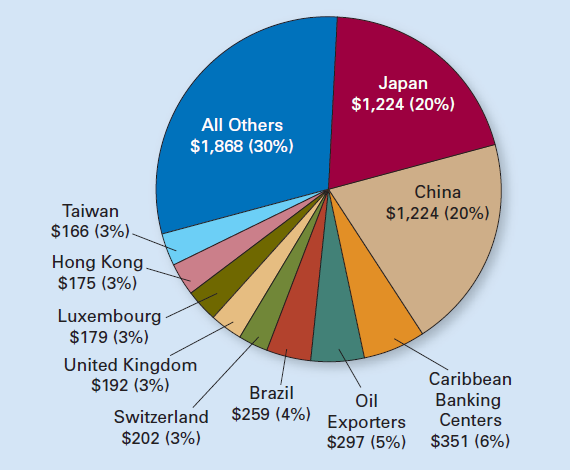 Japan
$1,224 (20%)
All Others
$1,868 (30%)
China
$1,224 (20%)
Taiwan
$166 (3%)
Hong Kong
$175 (3%)
Luxembourg
$179 (3%)
United Kingdom
$192 (3%)
Switzerland
$202 (3%)
Brazil
$259 (4%)
Oil
Exporters
$297 (5%)
Caribbean
Banking
Centers
$351 (6%)